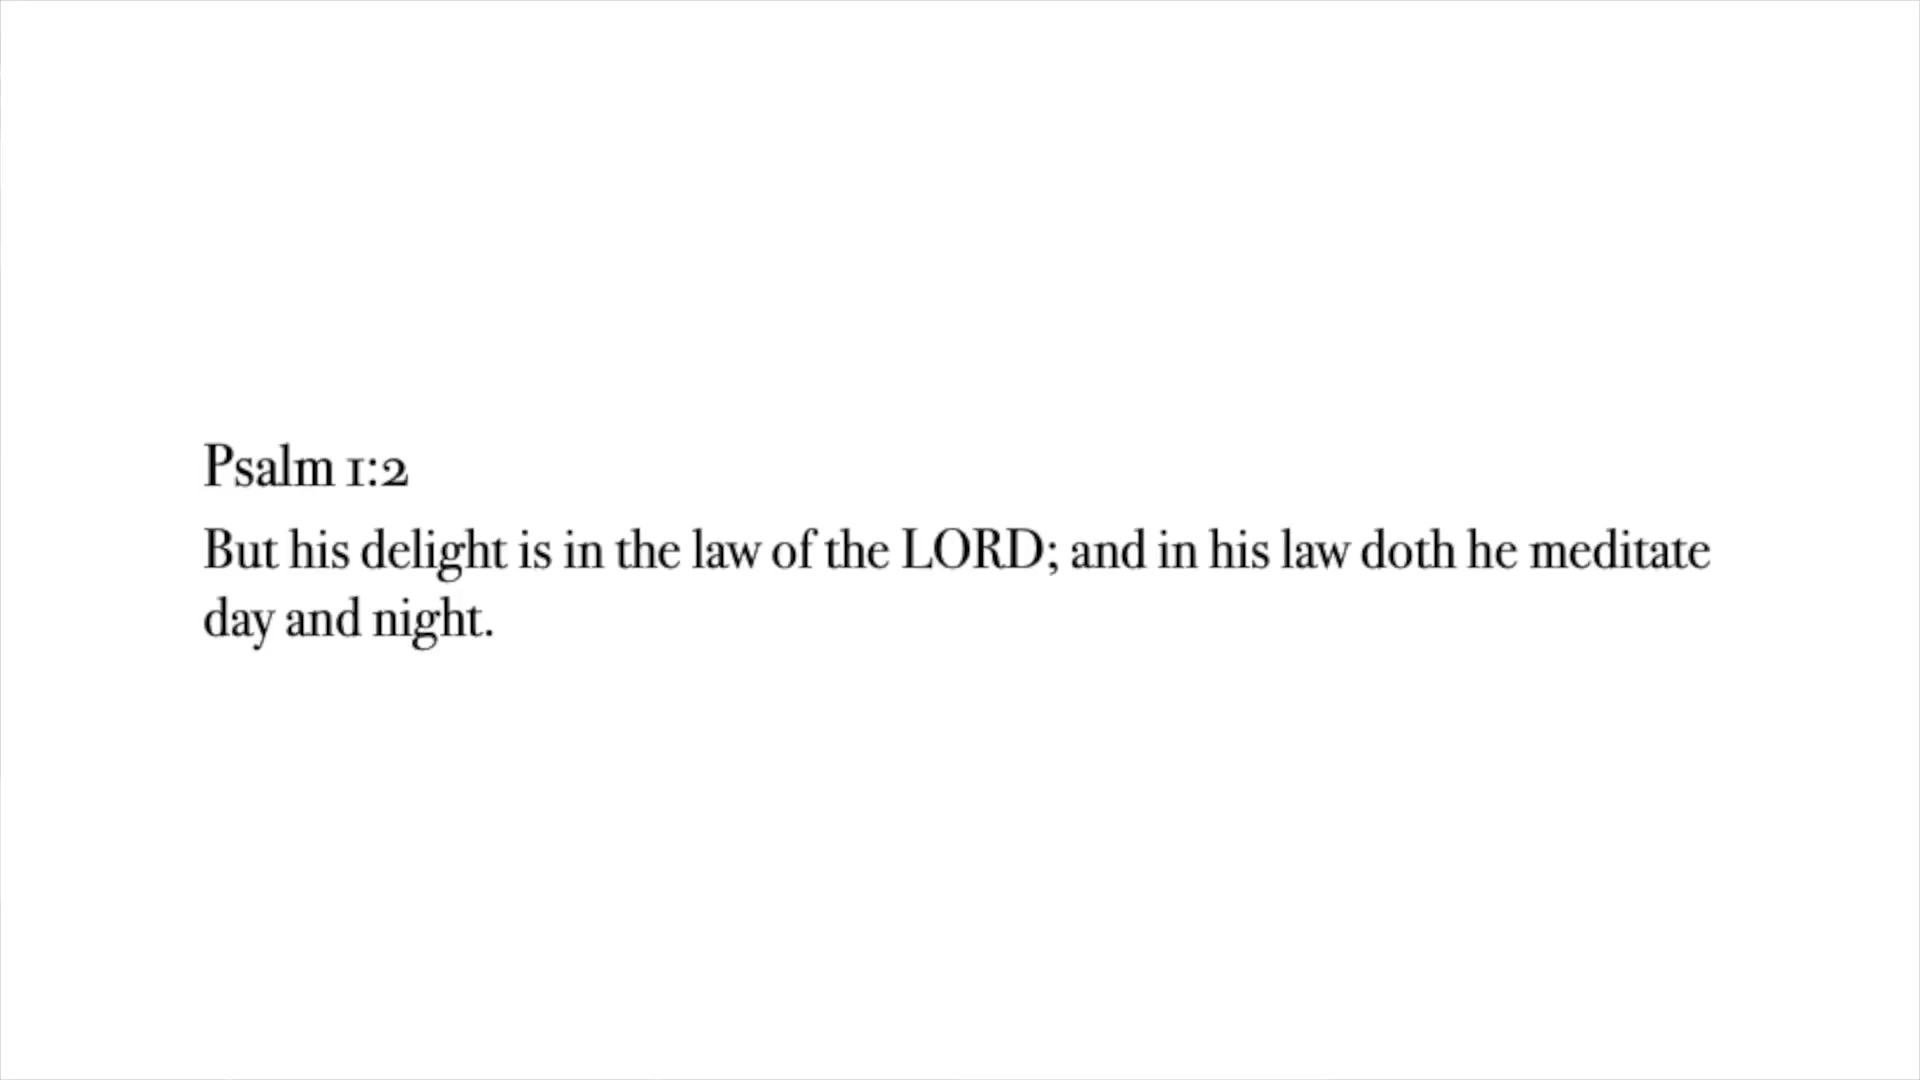 Psalm 1:2
But his delight is in the law of the LORD; and in his law doth he meditate
day and night.